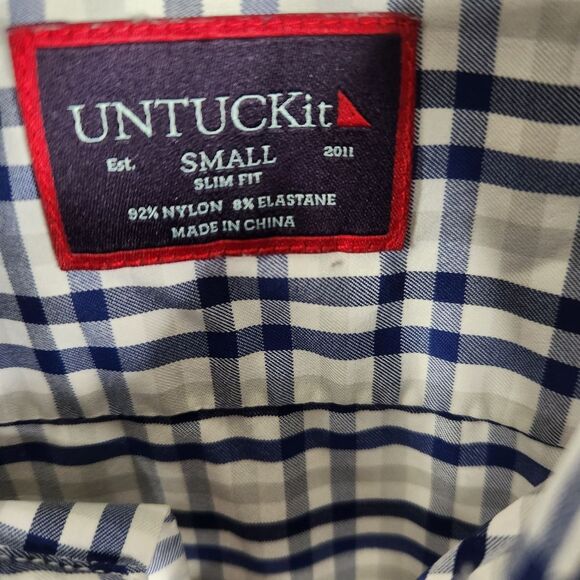 UNTUCKit
Est. SMALL 2011
SLIM FIT
92% NYLON 8% ELASTANE
MADE IN CHINA